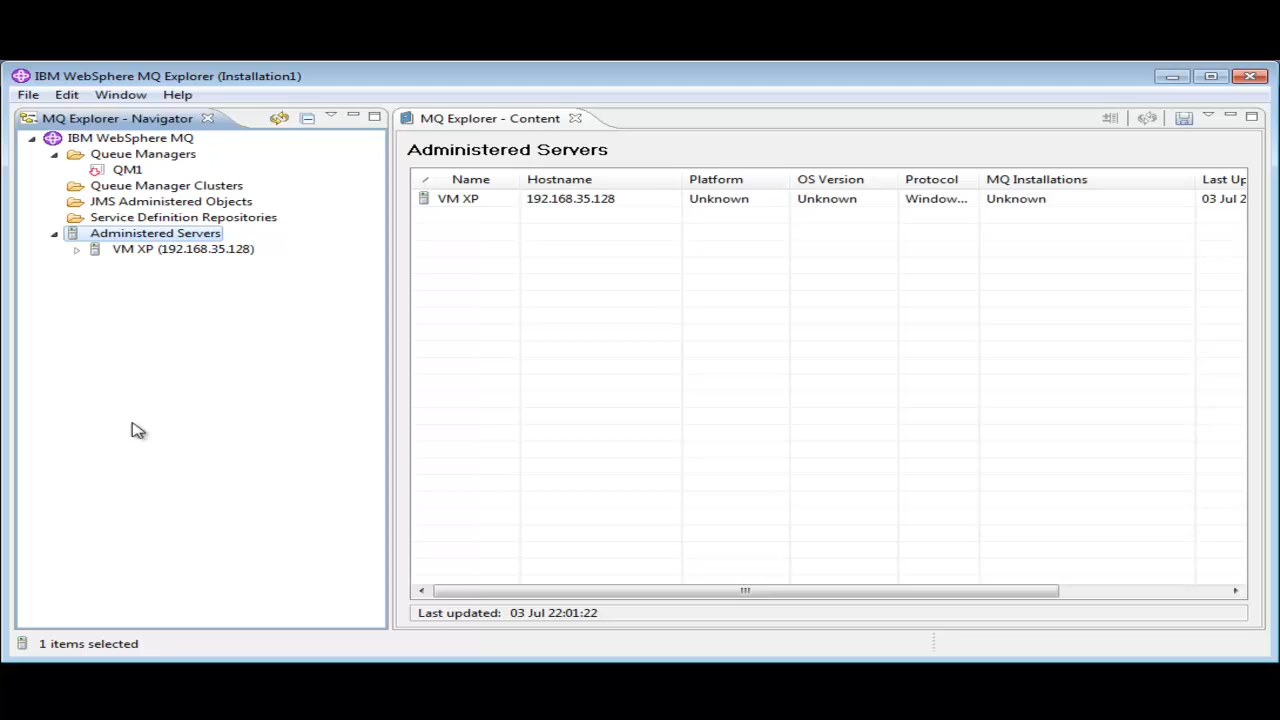 IBM WebSphere MQ Explorer (Installation1)
File Edit Window Help
MQ Explorer - Navigator
IBM WebSphere MQ
Queue Managers
QM1
Queue Manager Clusters
JMS Administered Objects
Service Definition Repositories
Administered Servers
VM XP (192.168.35.128)
MQ Explorer - Content
Administered Servers
Name Hostname Platform OS Version Protocol MQ Installations Last Up
VM XP 192.168.35.128 Unknown Unknown Window... Unknown 03 Jul 2
Last updated: 03 Jul 22:01:22
1 items selected